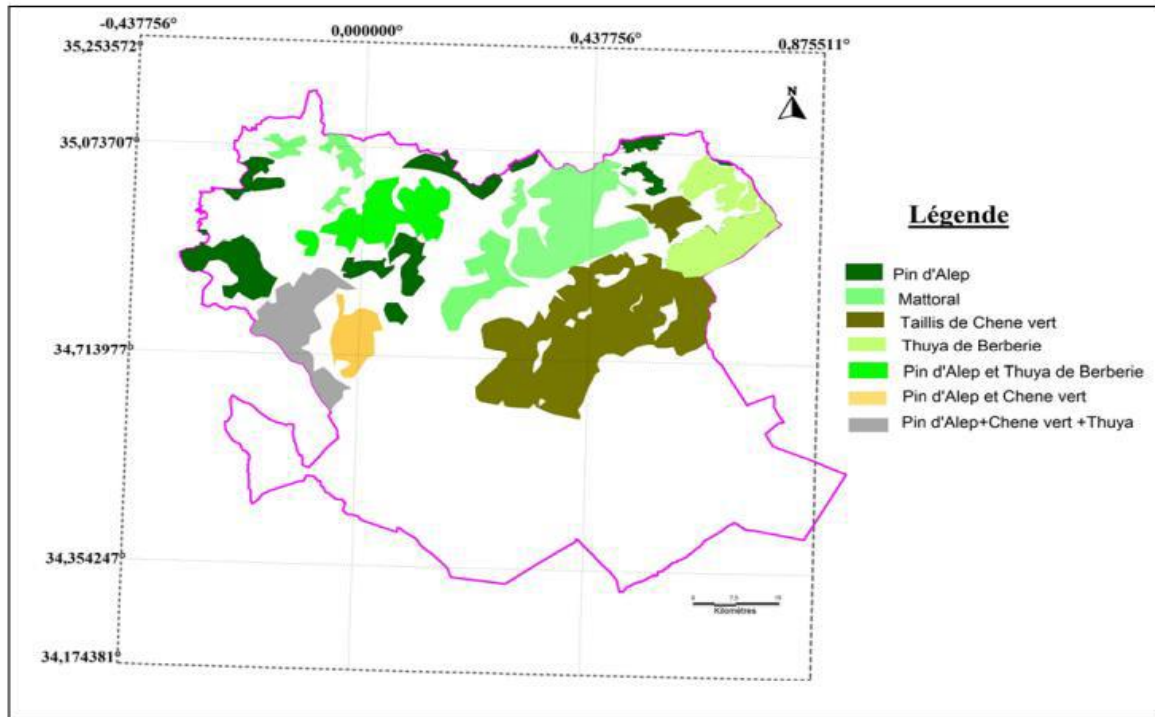 -0,437756°
0,000000°
0,437756°
0.875511°
35,253572°
N
35,073707°
34,713977°
34,354247°
34,174381°
Légende
Pin d'Alep
Mattoral
Taillis de Chene vert
Thuya de Berberie
Pin d'Alep et Thuya de Berberie
Pin d'Alep et Chene vert
Pin d'Alep+Chene vert +Thuya
7,5
Kilomètres